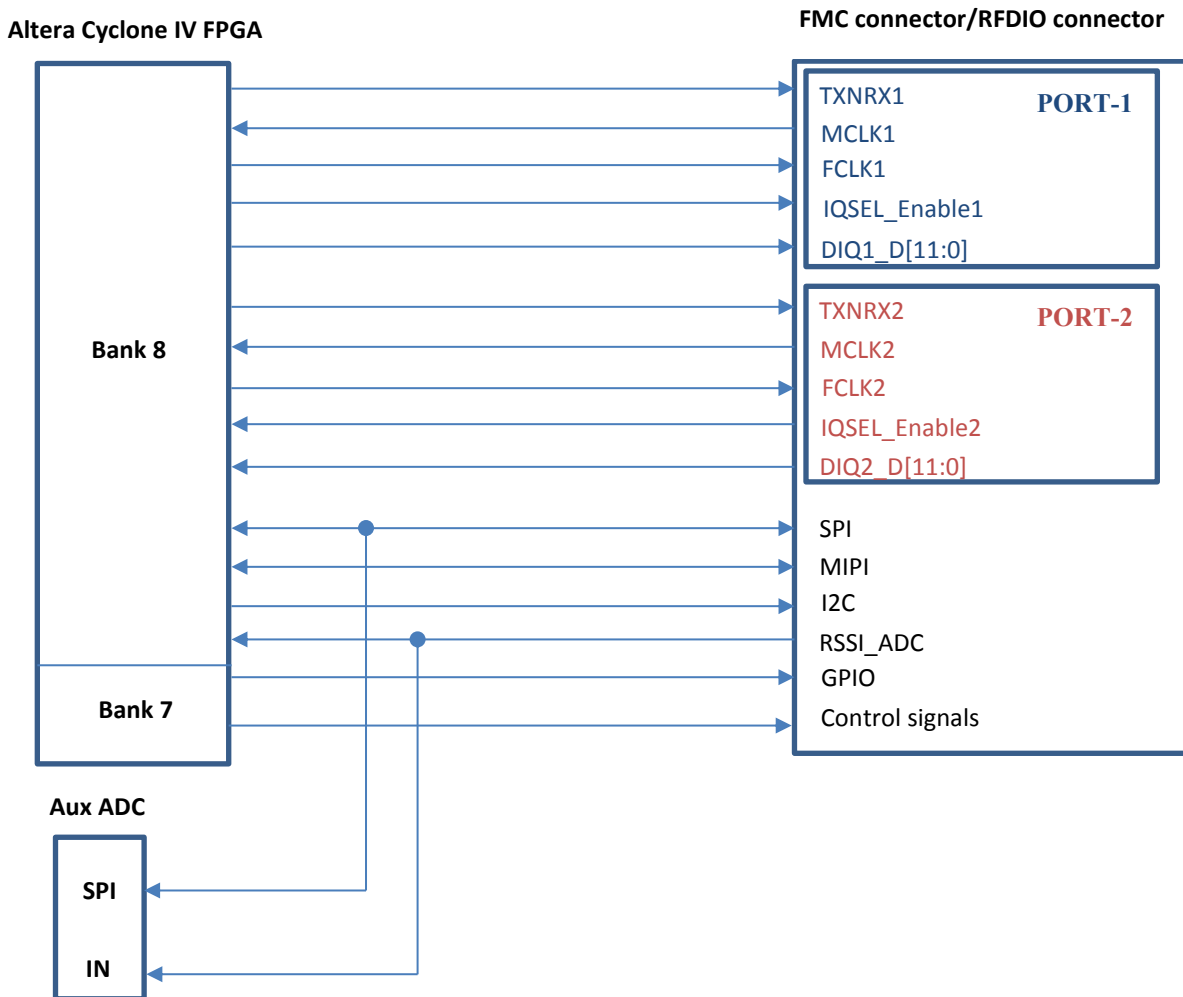 Altera Cyclone IV FPGA
FMC connector/RFDIO connector
Bank 8
Bank 7
TXNRX1
PORT-1
MCLK1
FCLK1
IQSEL_Enable1
DIQ1_D[11:0]
TXNRX2
PORT-2
MCLK2
FCLK2
IQSEL_Enable2
DIQ2_D[11:0]
SPI
MIPI
I2C
RSSI_ADC
GPIO
Control signals
Aux ADC
SPI
IN